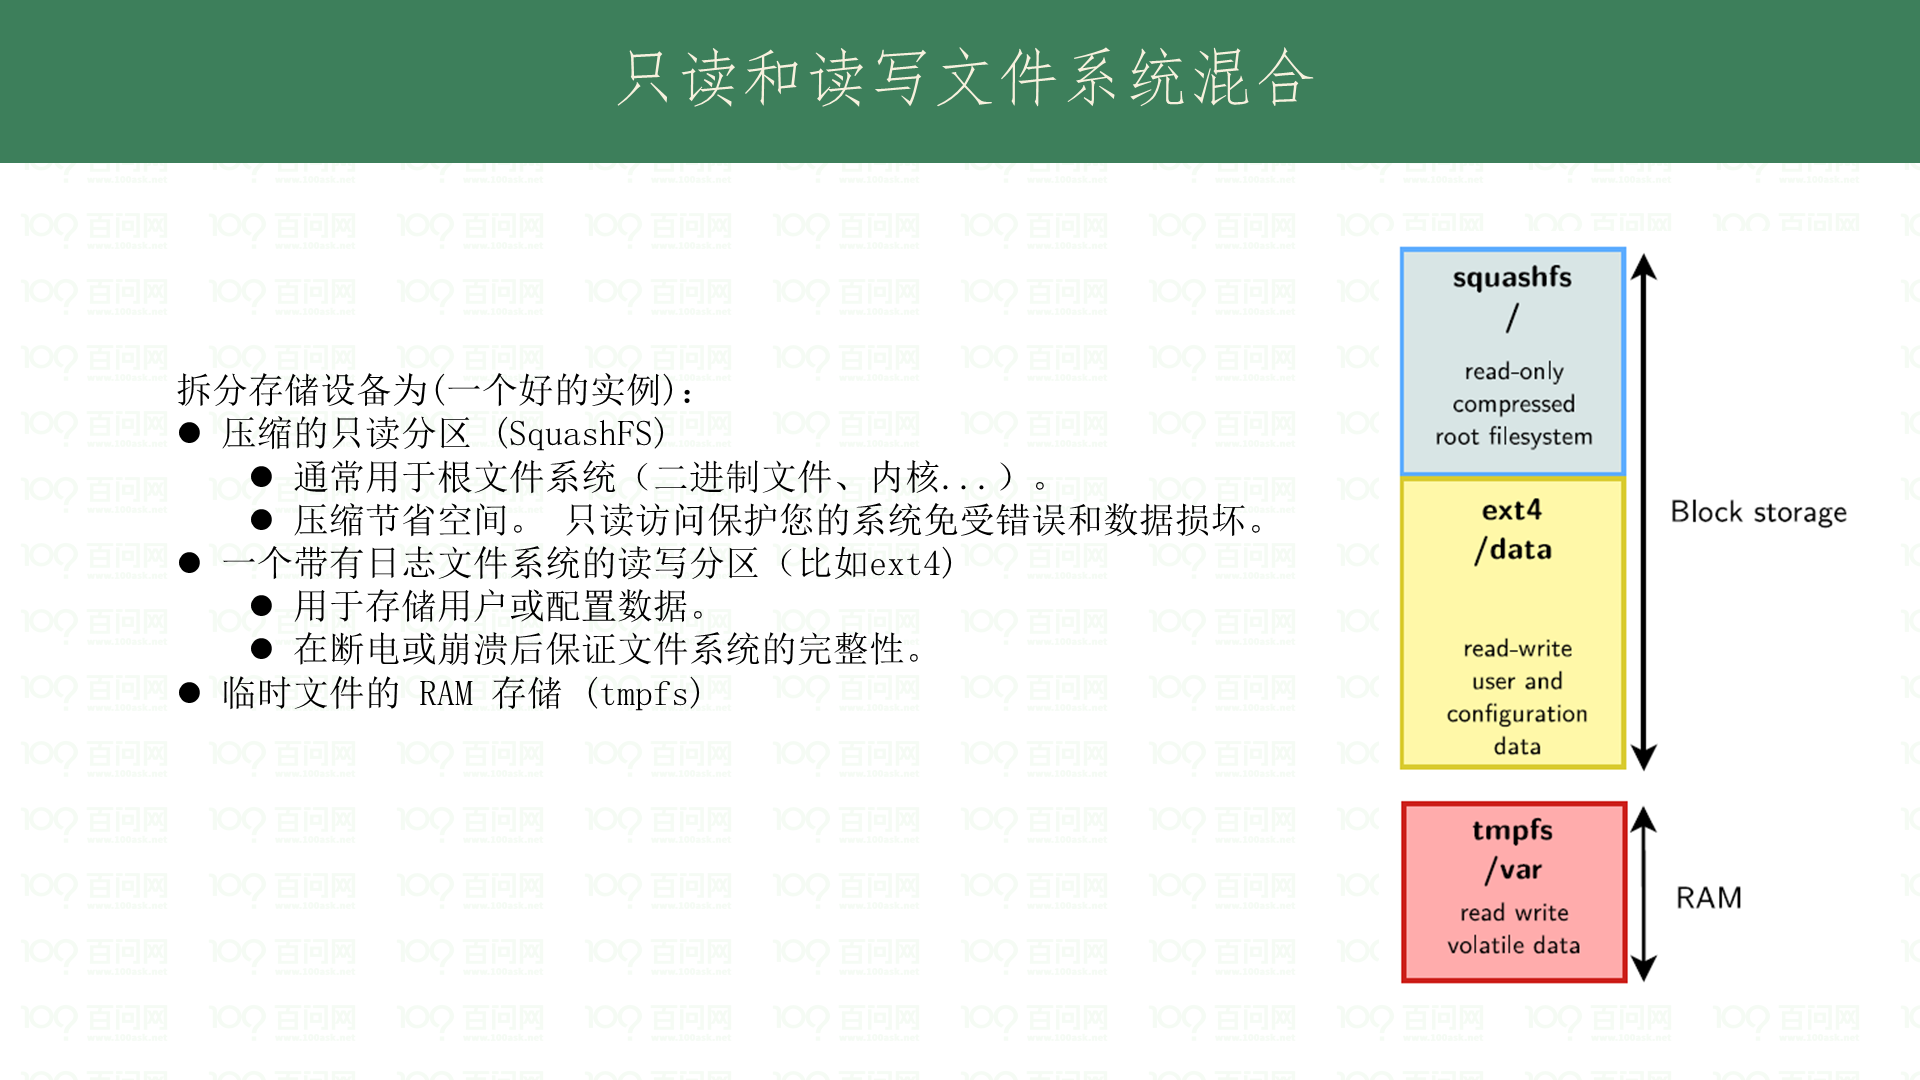 只读和读写文件系统混合
拆分存储设备为(一个好的实例):
● 压缩的只读分区 (SquashFS)
● 通常用于根文件系统（二进制文件、内核...）。
● 压缩节省空间。 只读访问保护您的系统免受错误和数据损坏。
● 一个带有日志文件系统的读写分区（比如ext4)
● 用于存储用户或配置数据。
● 在断电或崩溃后保证文件系统的完整性。
● 临时文件的 RAM 存储 (tmpfs)
squashfs
/
read-only
compressed
root filesystem
ext4
/data
read-write
user and
configuration
data
Block storage
tmpfs
/var
read write
volatile data
RAM
百问网
www.100ask.net